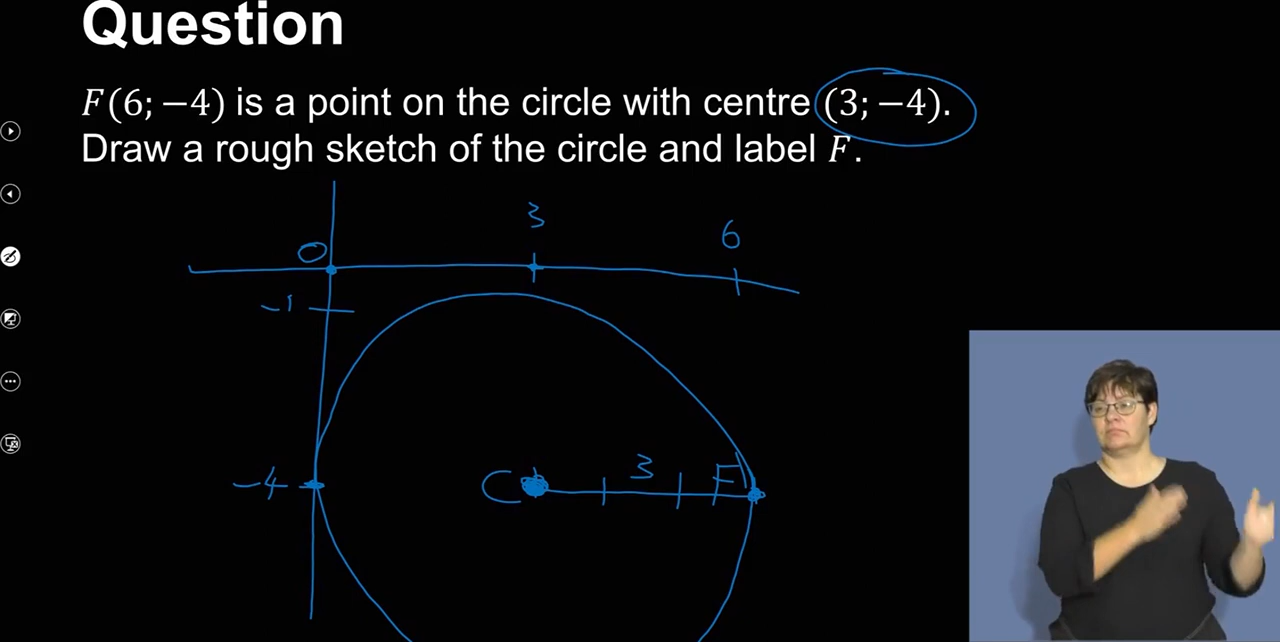 Question
F(6; −4) is a point on the circle with centre (3; −4).
Draw a rough sketch of the circle and label F.
3
6
O
-1
-4
C
3
F